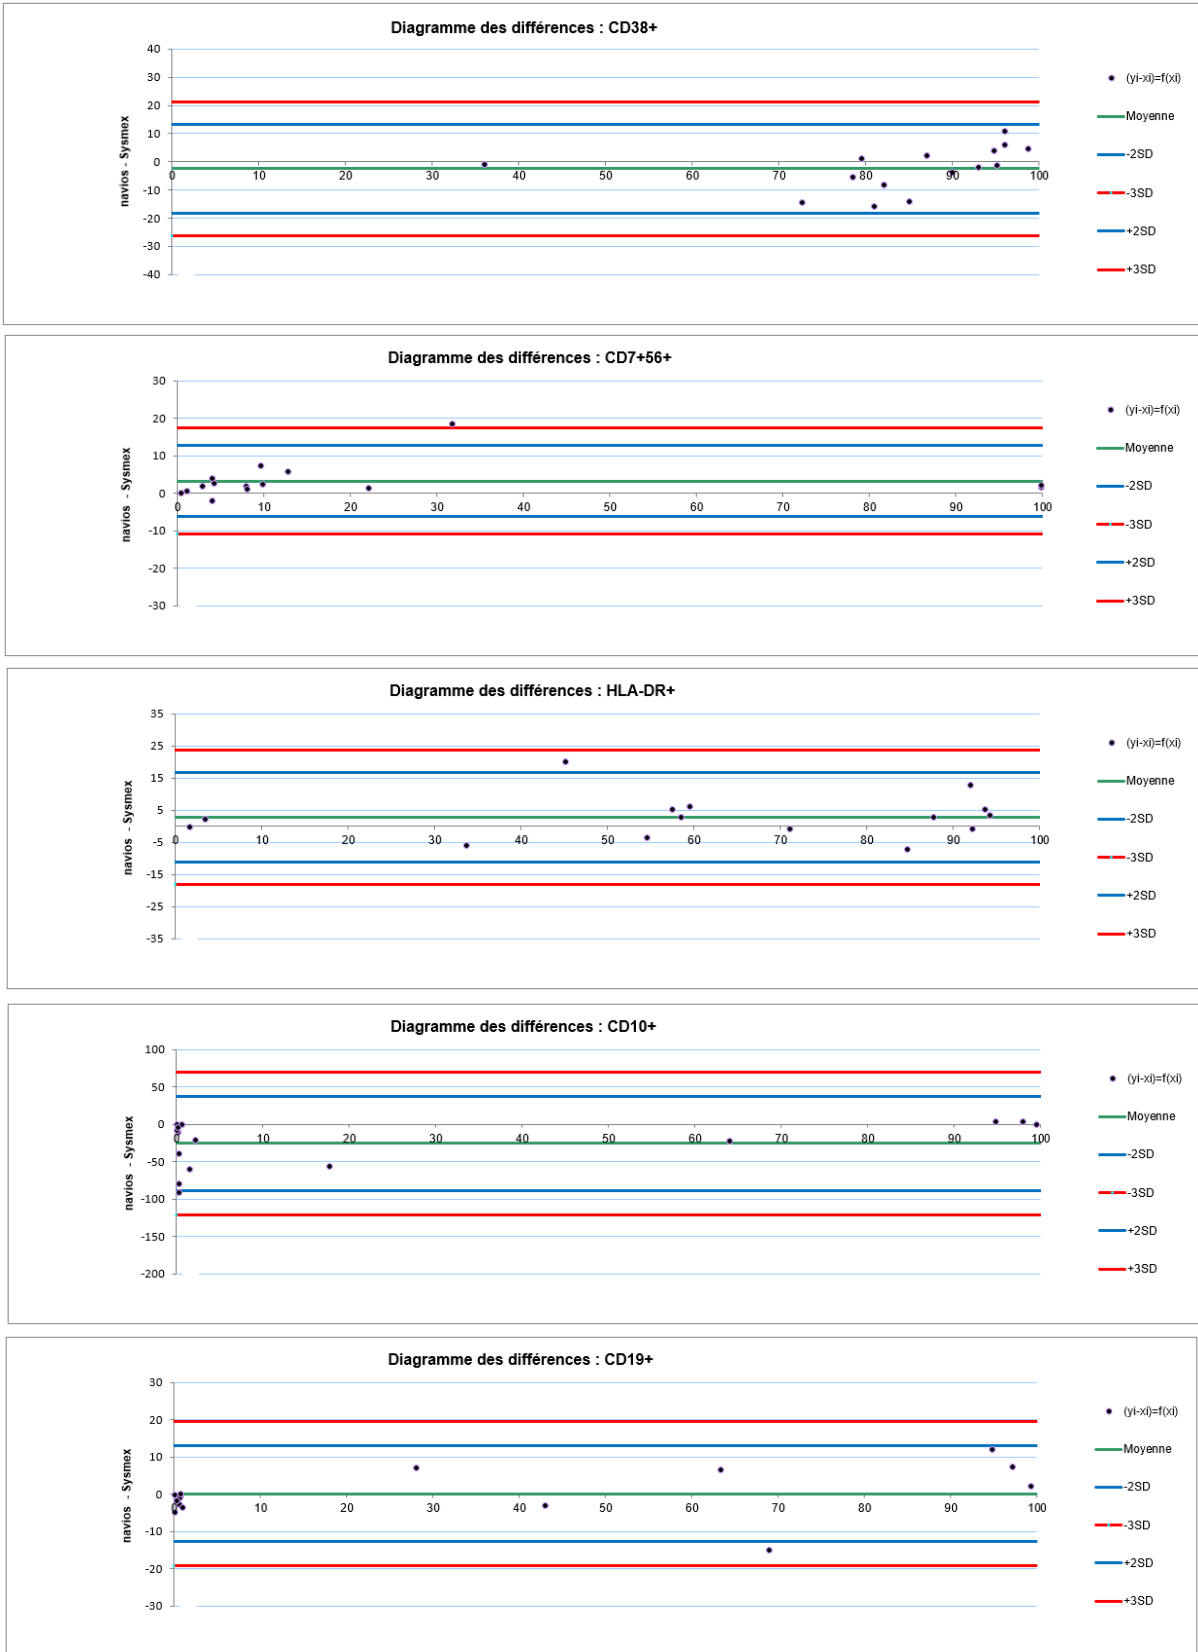 Diagramme des différences : CD38+
40
30
20
10
0
-10
-20
-30
-40
navios - Sysmex
0 10 20 30 40 50 60 70 80 90 100
(yi-xi)=f(xi)
Moyenne
-2SD
-3SD
+2SD
+3SD
Diagramme des différences : CD7+56+
30
20
10
0
-10
-20
-30
navios - Sysmex
0 10 20 30 40 50 60 70 80 90 100
(yi-xi)=f(xi)
Moyenne
-2SD
-3SD
+2SD
+3SD
Diagramme des différences : HLA-DR+
35
25
15
5
-5
-15
-25
-35
navios - Sysmex
0 10 20 30 40 50 60 70 80 90 100
(yi-xi)=f(xi)
Moyenne
-2SD
-3SD
+2SD
+3SD
Diagramme des différences : CD10+
100
50
0
-50
-100
-150
-200
navios - Sysmex
0 10 20 30 40 50 60 70 80 90 100
(yi-xi)=f(xi)
Moyenne
-2SD
-3SD
+2SD
+3SD
Diagramme des différences : CD19+
30
20
10
0
-10
-20
-30
navios - Sysmex
0 10 20 30 40 50 60 70 80 90 100
(yi-xi)=f(xi)
Moyenne
-2SD
-3SD
+2SD
+3SD